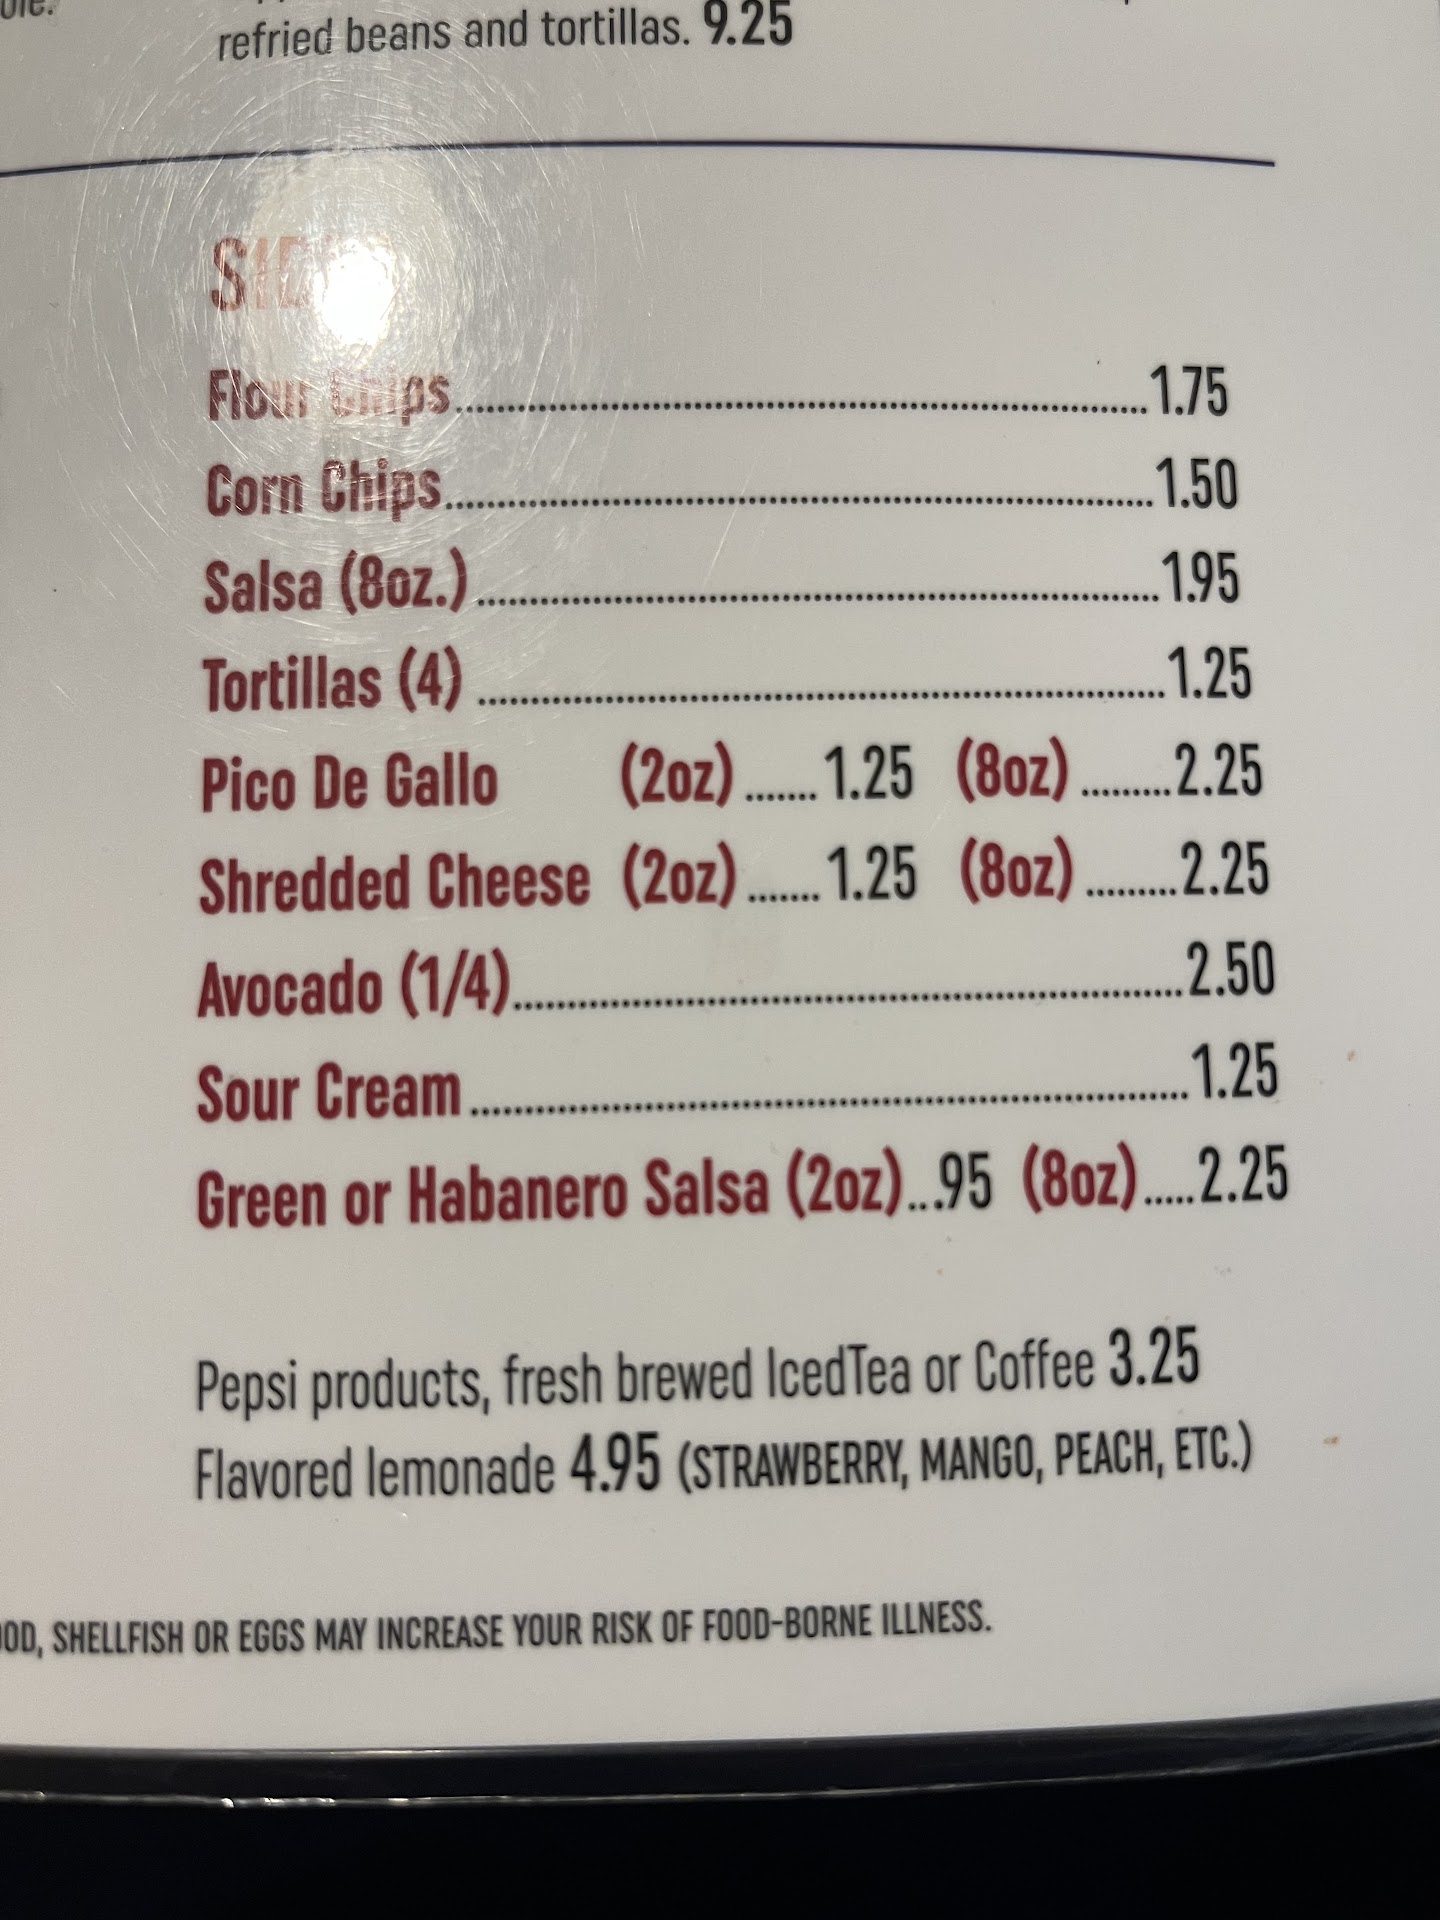 refried beans and tortillas. 9.25
Flour Chips 1.75
Corn Chips 1.50
Salsa (8oz.) 1.95
Tortillas (4) 1.25
Pico De Gallo (2oz) 1.25 (8oz) 2.25
Shredded Cheese (2oz) 1.25 (8oz) 2.25
Avocado (1/4) 2.50
Sour Cream 1.25
Green or Habanero Salsa (2oz) .95 (8oz) 2.25
Pepsi products, fresh brewed IcedTea or Coffee 3.25
Flavored lemonade 4.95 (STRAWBERRY, MANGO, PEACH, ETC.)
SHELLFISH OR EGGS MAY INCREASE YOUR RISK OF FOOD-BORNE ILLNESS.